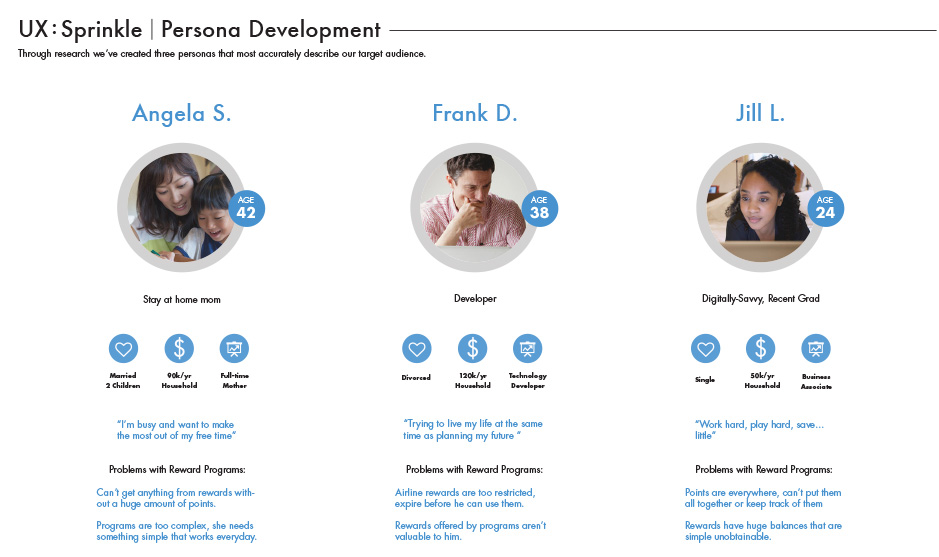 UX:Sprinkle | Persona Development
Through research we've created three personas that most accurately describe our target audience.
Angela S.
AGE
42
Stay at home mom
Married
2 Children
90k/yr
Household
Full-time
Mother
"I'm busy and want to make
the most out of my free time"
Problems with Reward Programs:
Can't get anything from rewards with-
out a huge amount of points.
Programs are too complex, she needs
something simple that works everyday.
Frank D.
AGE
38
Developer
Divorced
120k/yr
Household
Technology
Developer
"Trying to live my life at the same
time as planning my future "
Problems with Reward Programs:
Airline rewards are too restricted,
expire before he can use them.
Rewards offered by programs aren't
valuable to him.
Jill L.
AGE
24
Digitally-Savvy, Recent Grad
Single
50k/yr
Household
Business
Associate
"Work hard, play hard, save...
little"
Problems with Reward Programs:
Points are everywhere, can't put them
all together or keep track of them
Rewards have huge balances that are
simple unobtainable.